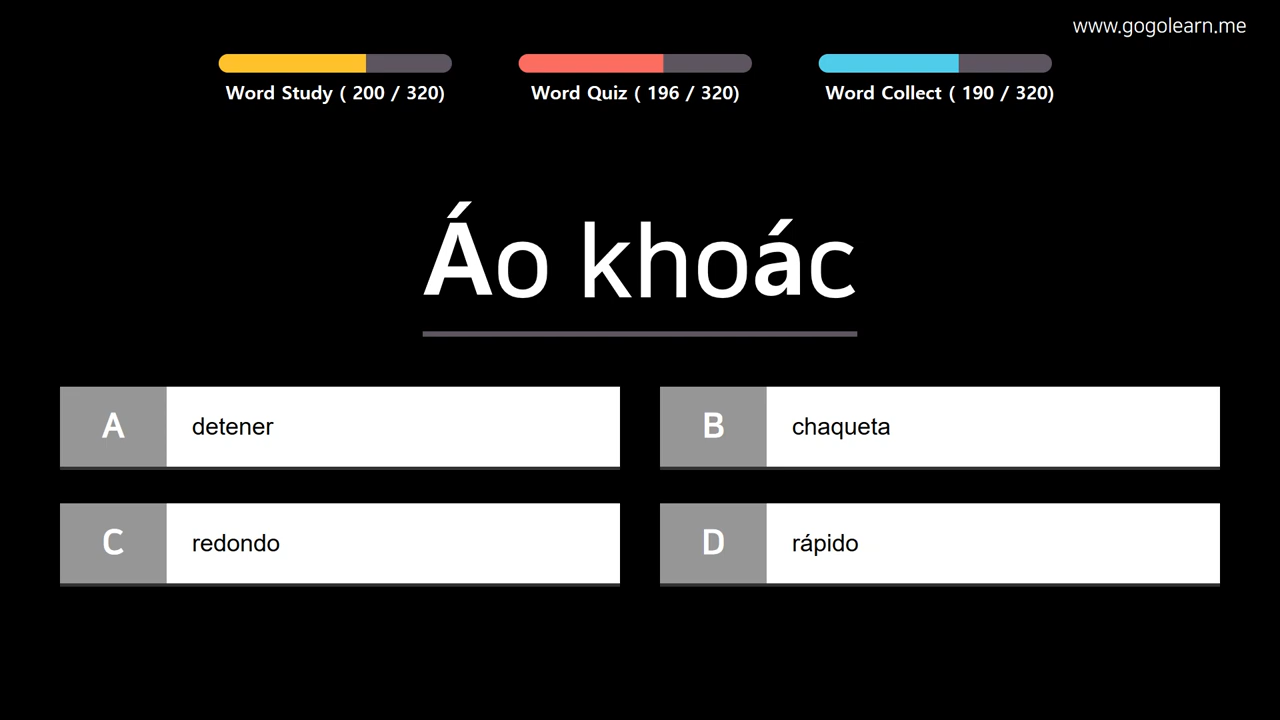 www.gogolearn.me
Word Study ( 200 / 320)
Word Quiz ( 196 / 320)
Word Collect ( 190 / 320)
Áo khoác
A detener
B chaqueta
C redondo
D rápido